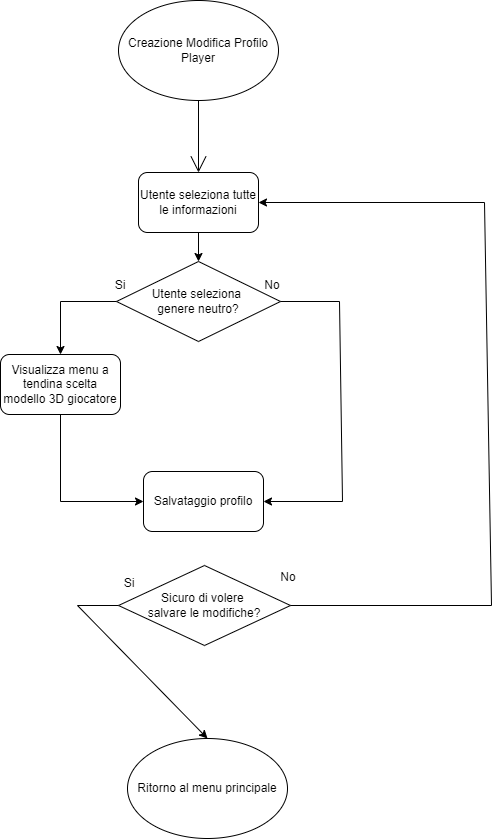 Creazione Modifica Profilo
Player
Utente seleziona tutte
le informazioni
Si
Utente seleziona
genere neutro?
No
Visualizza menu a
tendina scelta
modello 3D giocatore
Salvataggio profilo
Si
Sicuro di volere
salvare le modifiche?
No
Ritorno al menu principale